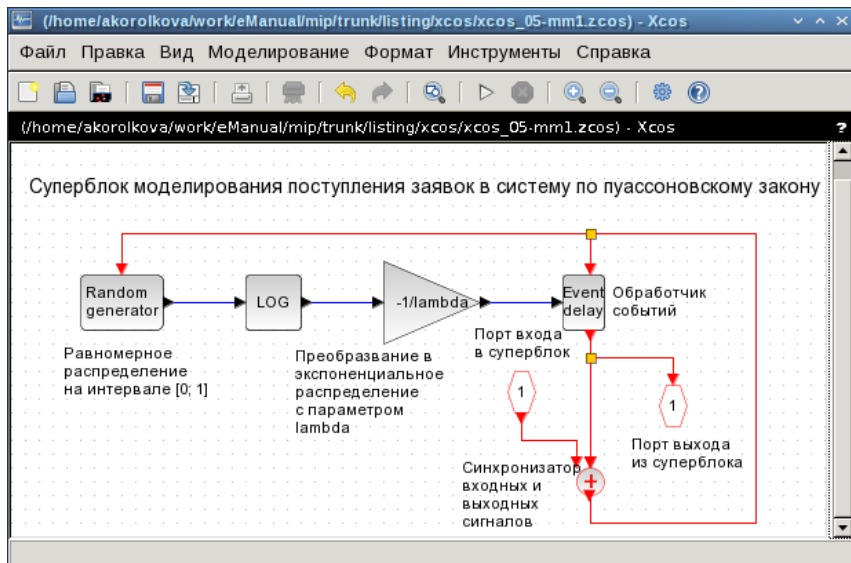 (/home/akorolkova/work/eManual/mip/trunk/listing/xcos/xcos_05-mm1.zcos) - Xcos
Файл Правка Вид Моделирование Формат Инструменты Справка
(/home/akorolkova/work/eManual/mip/trunk/listing/xcos/xcos_05-mm1.zcos) - Xcos
?
Суперблок моделирования поступления заявок в систему по пуассоновскому закону
Random
generator
LOG
-1/lambda
Event
delay
Обработчик
событий
Равномерное
распределение
на интервале [0; 1]
Преобразвание в
экспоненциальное
распределение
с параметром
lambda
Порт входа
в суперблок
1
1
Порт выхода
из суперблока
Синхронизатор
входных и
выходных
сигналов
+